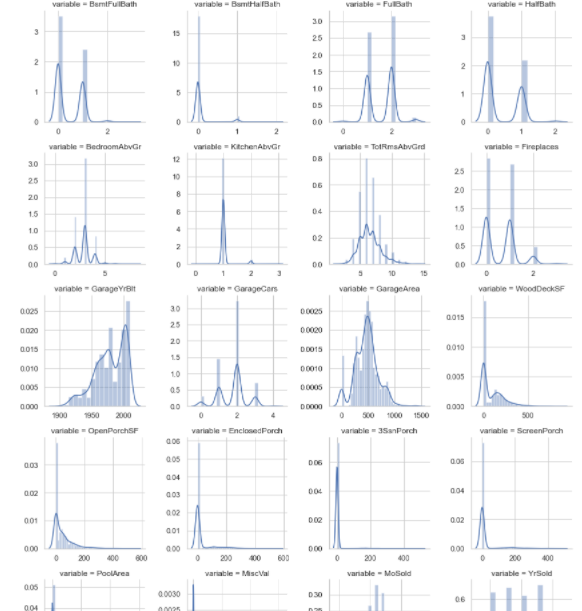 variable = BsmtFullBath variable = BsmtHalfBath variable = FullBath variable = HalfBath
3 15 3.0 3
2.5
2 10 2.0 2
1.5
1 5 1.0 1
0.5
0 0 0.0 0
0 1 2 0 1 2 0 2 0 1 2
variable = BedroomAbvGr variable = KitchenAbvGr variable = TotRmsAbvGrd variable = Fireplaces
3.0 12 0.8
2.5 10 2.5
2.0 8 0.6 2.0
1.5 6 0.4 1.5
1.0 4 1.0
0.5 2 0.2 0.5
0.0 0 0.0 0.0
0 5 0 1 2 3 5 10 15 0 2
variable = GarageYrBlt variable = GarageCars variable = GarageArea variable = WoodDeckSF
0.025 3.0 0.0025 0.015
0.020 2.5 0.0020
0.015 2.0 0.0015 0.010
0.010 1.5 0.0010
1.0 0.005
0.005 0.5 0.0005
0.000 0.0 0.0000 0.000
1900 1950 2000 0 2 4 0 500 1000 1500 0 500
variable = OpenPorchSF variable = EnclosedPorch variable = 3SsnPorch variable = ScreenPorch
0.06
0.03 0.05 0.06 0.06
0.04
0.02 0.03 0.04 0.04
0.01 0.02 0.02 0.02
0.01
0.00 0.00 0.00 0.00
0 200 400 600 0 200 400 600 0 200 400 0 200 400
variable = PoolArea variable = MiscVal variable = MoSold variable = YrSold
0.05 0.0030 0.30 0.6
0.04 0.0025 0.25